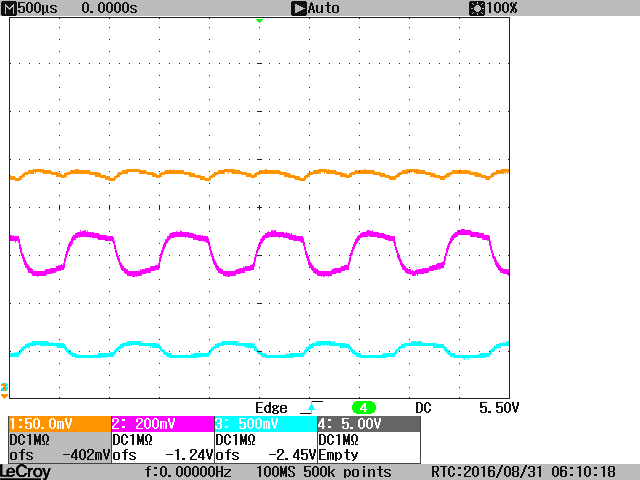 M 500µs 0.0000s Auto 100%
3
Edge 4 DC 5.50V
1:50.0mV 2: 200mV 3: 500mV 4: 5.00V
DC1MΩ DC1MΩ DC1MΩ DC1MΩ
ofs -402mV ofs -1.24V ofs -2.45V Empty
LeCroy f:0.00000Hz 100MS 500k points RTC:2016/08/31 06:10:18